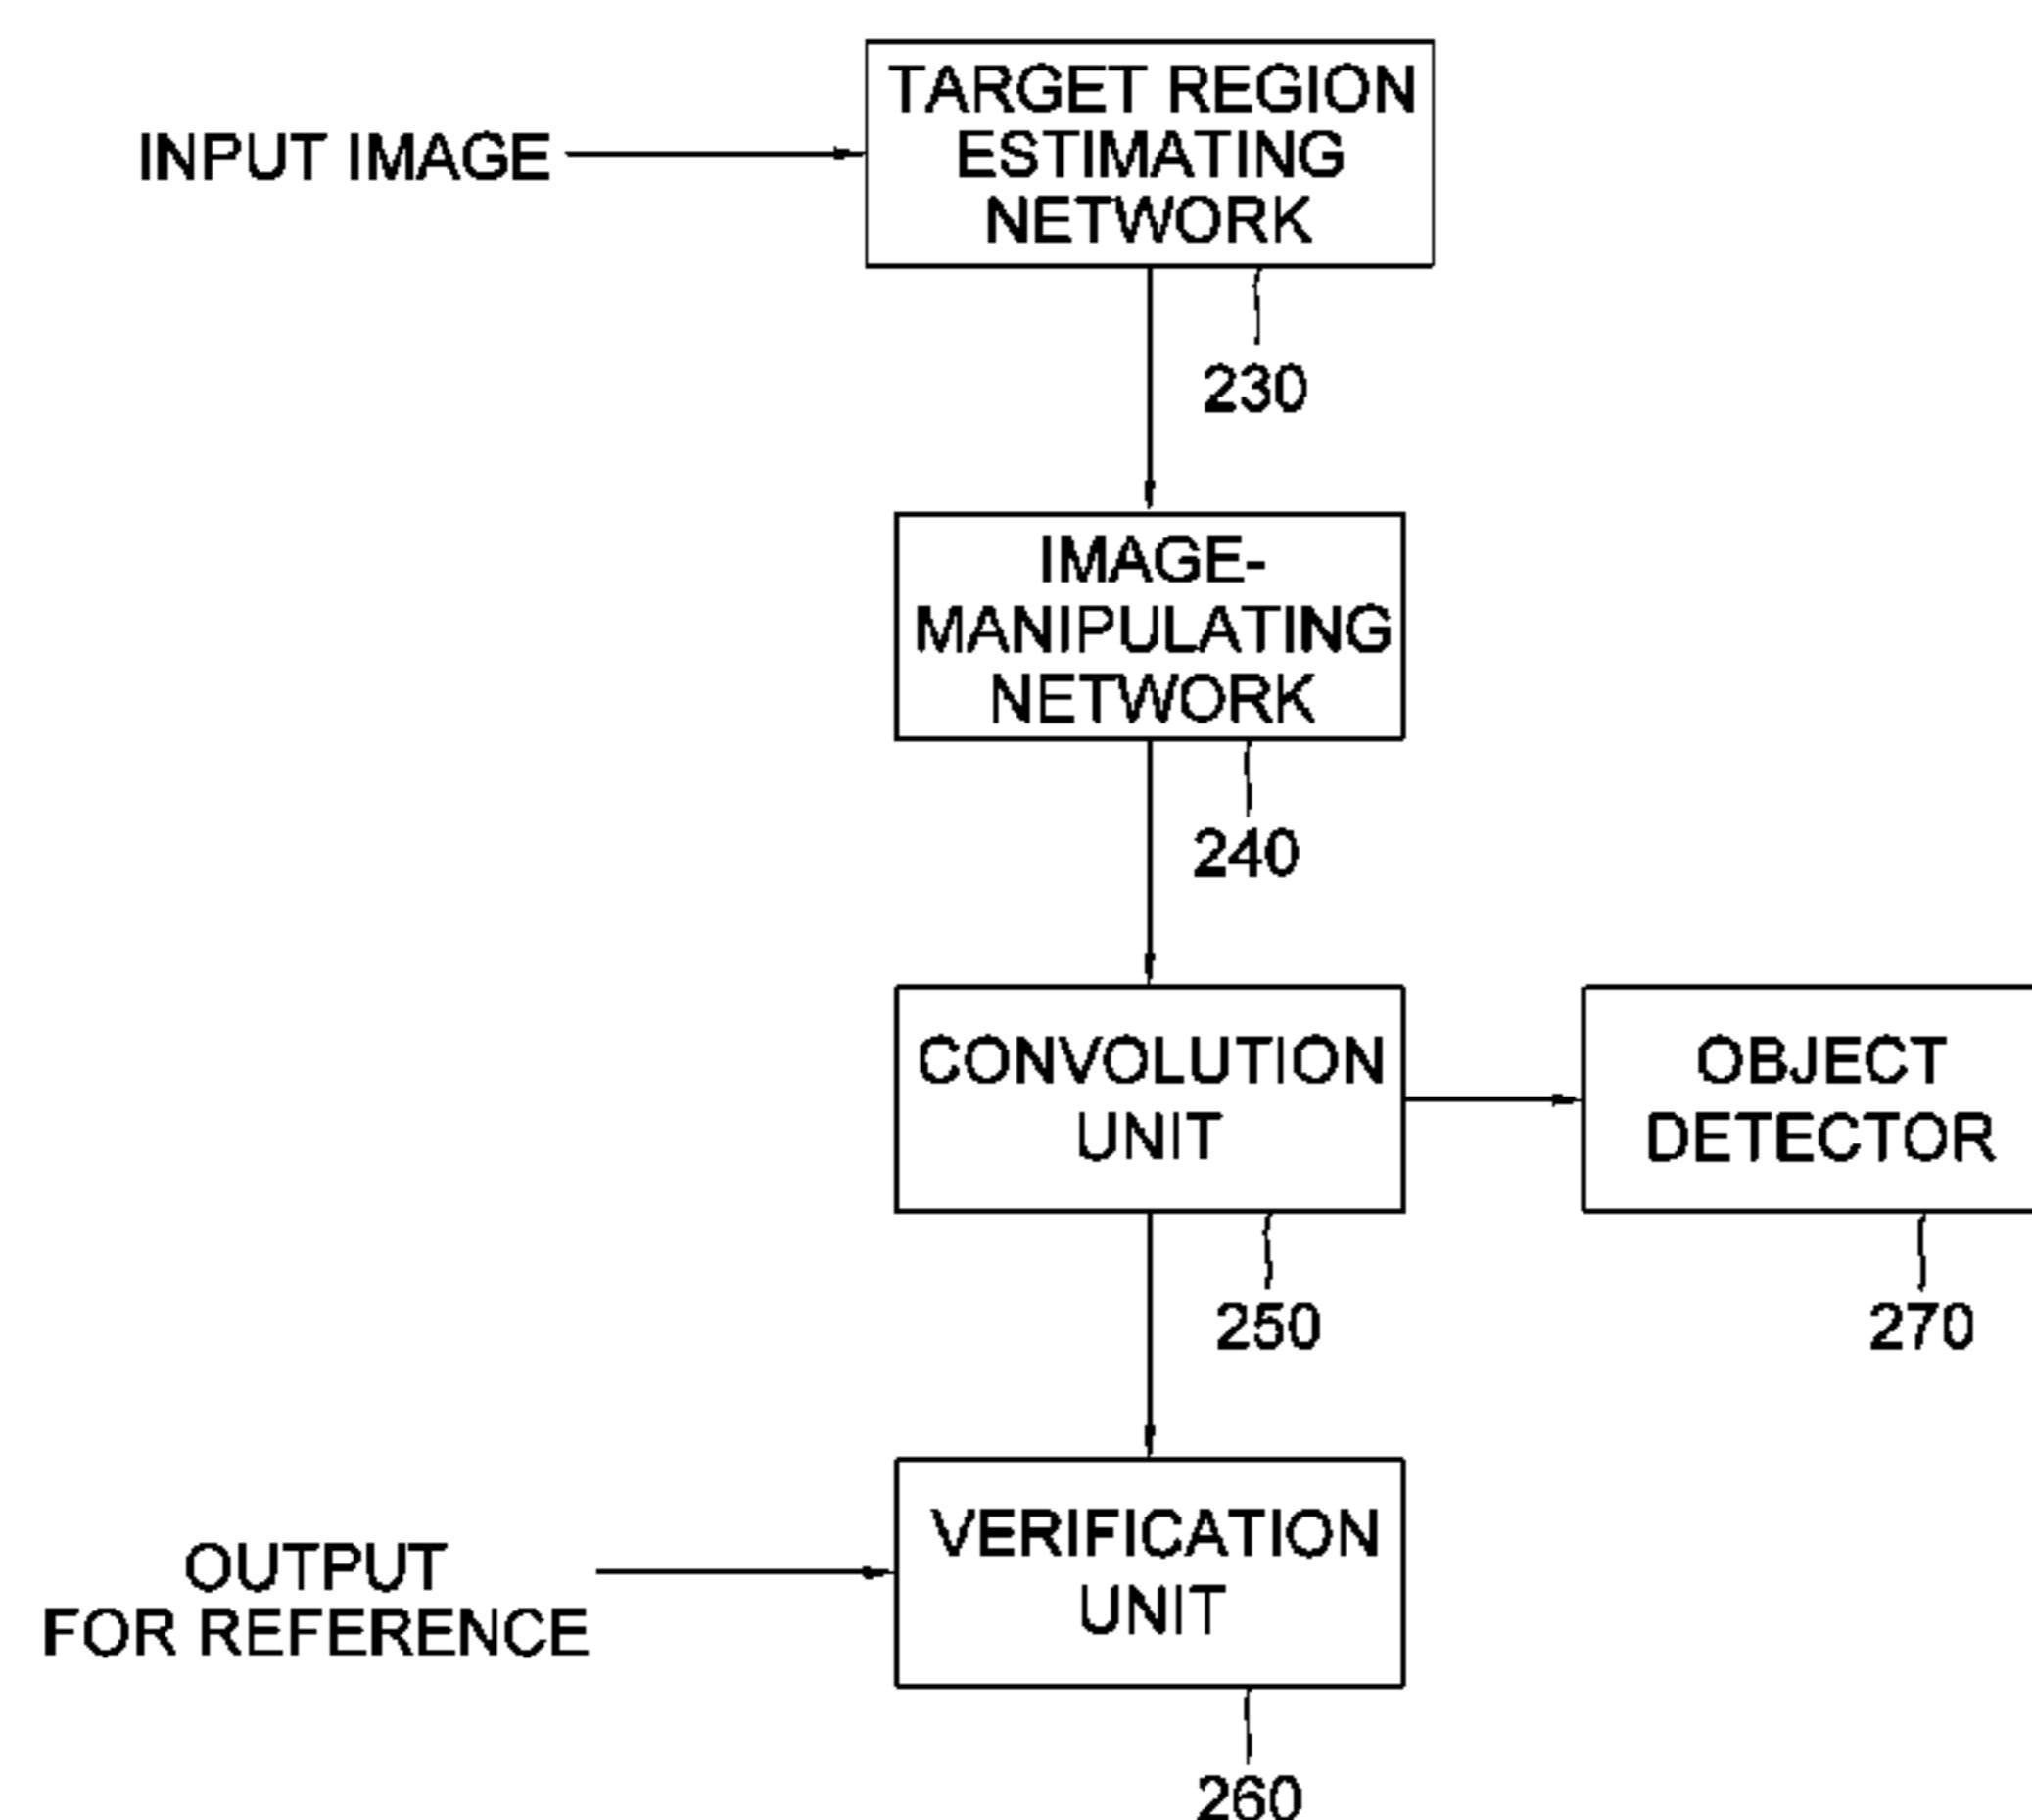 TARGET REGION
ESTIMATING
NETWORK
INPUT IMAGE
230
IMAGE-
MANIPULATING
NETWORK
240
CONVOLUTION
UNIT
OBJECT
DETECTOR
250
270
VERIFICATION
UNIT
OUTPUT
FOR REFERENCE
260